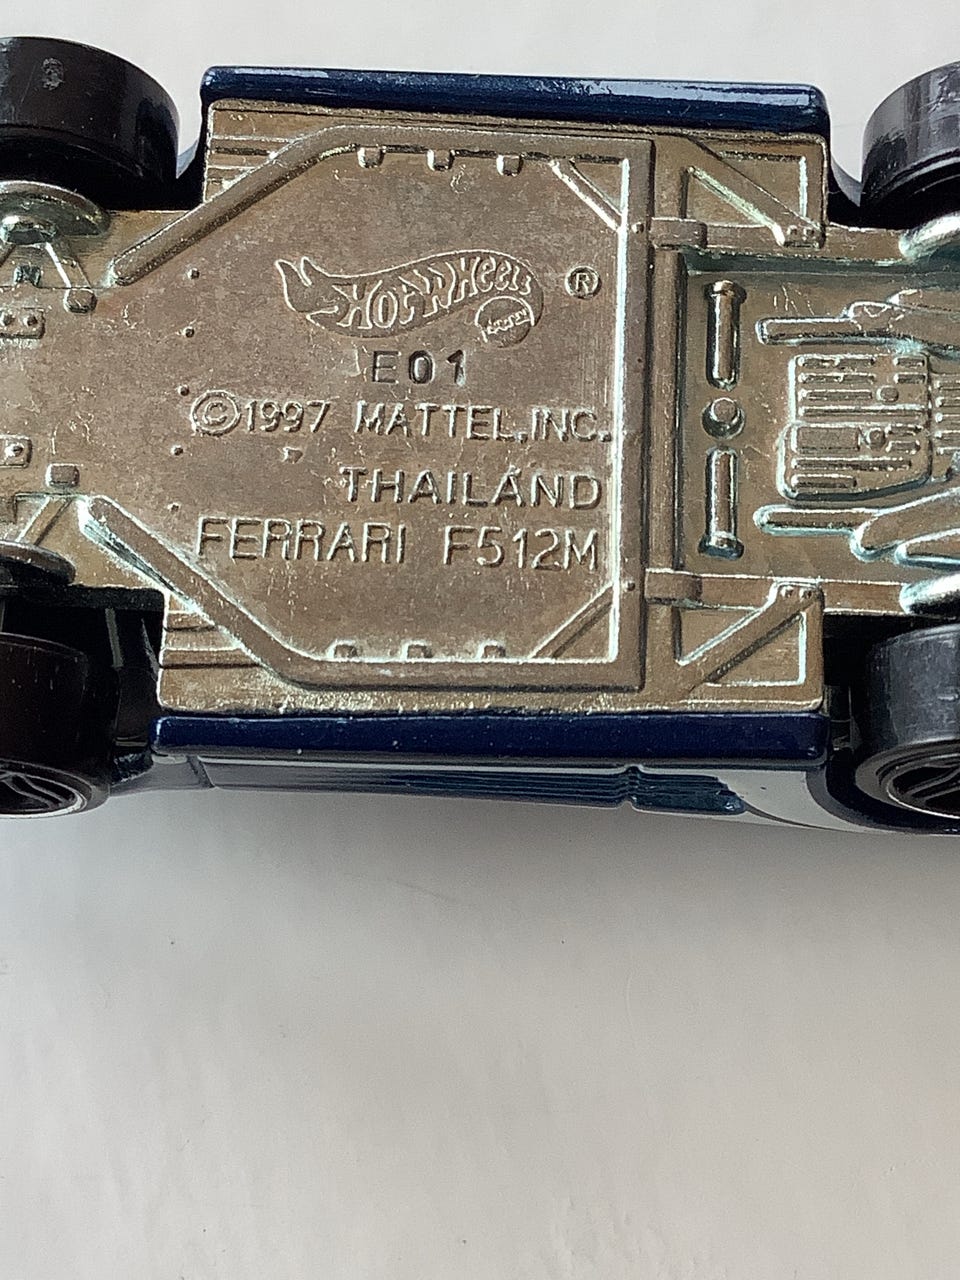 HOT WHEELS ®
E01
©1997 MATTEL, INC.
THAILAND
FERRARI F512M